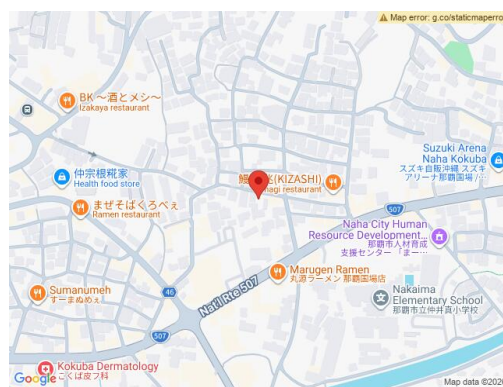 Map error: g.co/staticmaperro
BK ～酒とメシ～
Izakaya restaurant
Suzuki Arena
Naha Kokuba
スズキ自販沖縄 スズキ
アリーナ那覇国場 /…
仲宗根糀家
Health food store
(KIZASHI)
nagi restaurant
まぜそばくろべぇ
Ramen restaurant
507
Naha City Human
Resource Development…
那覇市人材育成
支援センター 「まー…
Marugen Ramen
丸源ラーメン 那覇国場店
Sumanumeh
すーまぬめぇ
46
Nat'l Rte 507
Nakaima
Elementary School
那覇市立仲井真小学校
507
Kokuba Dermatology
こくば皮フ科
Google
Map data ©202